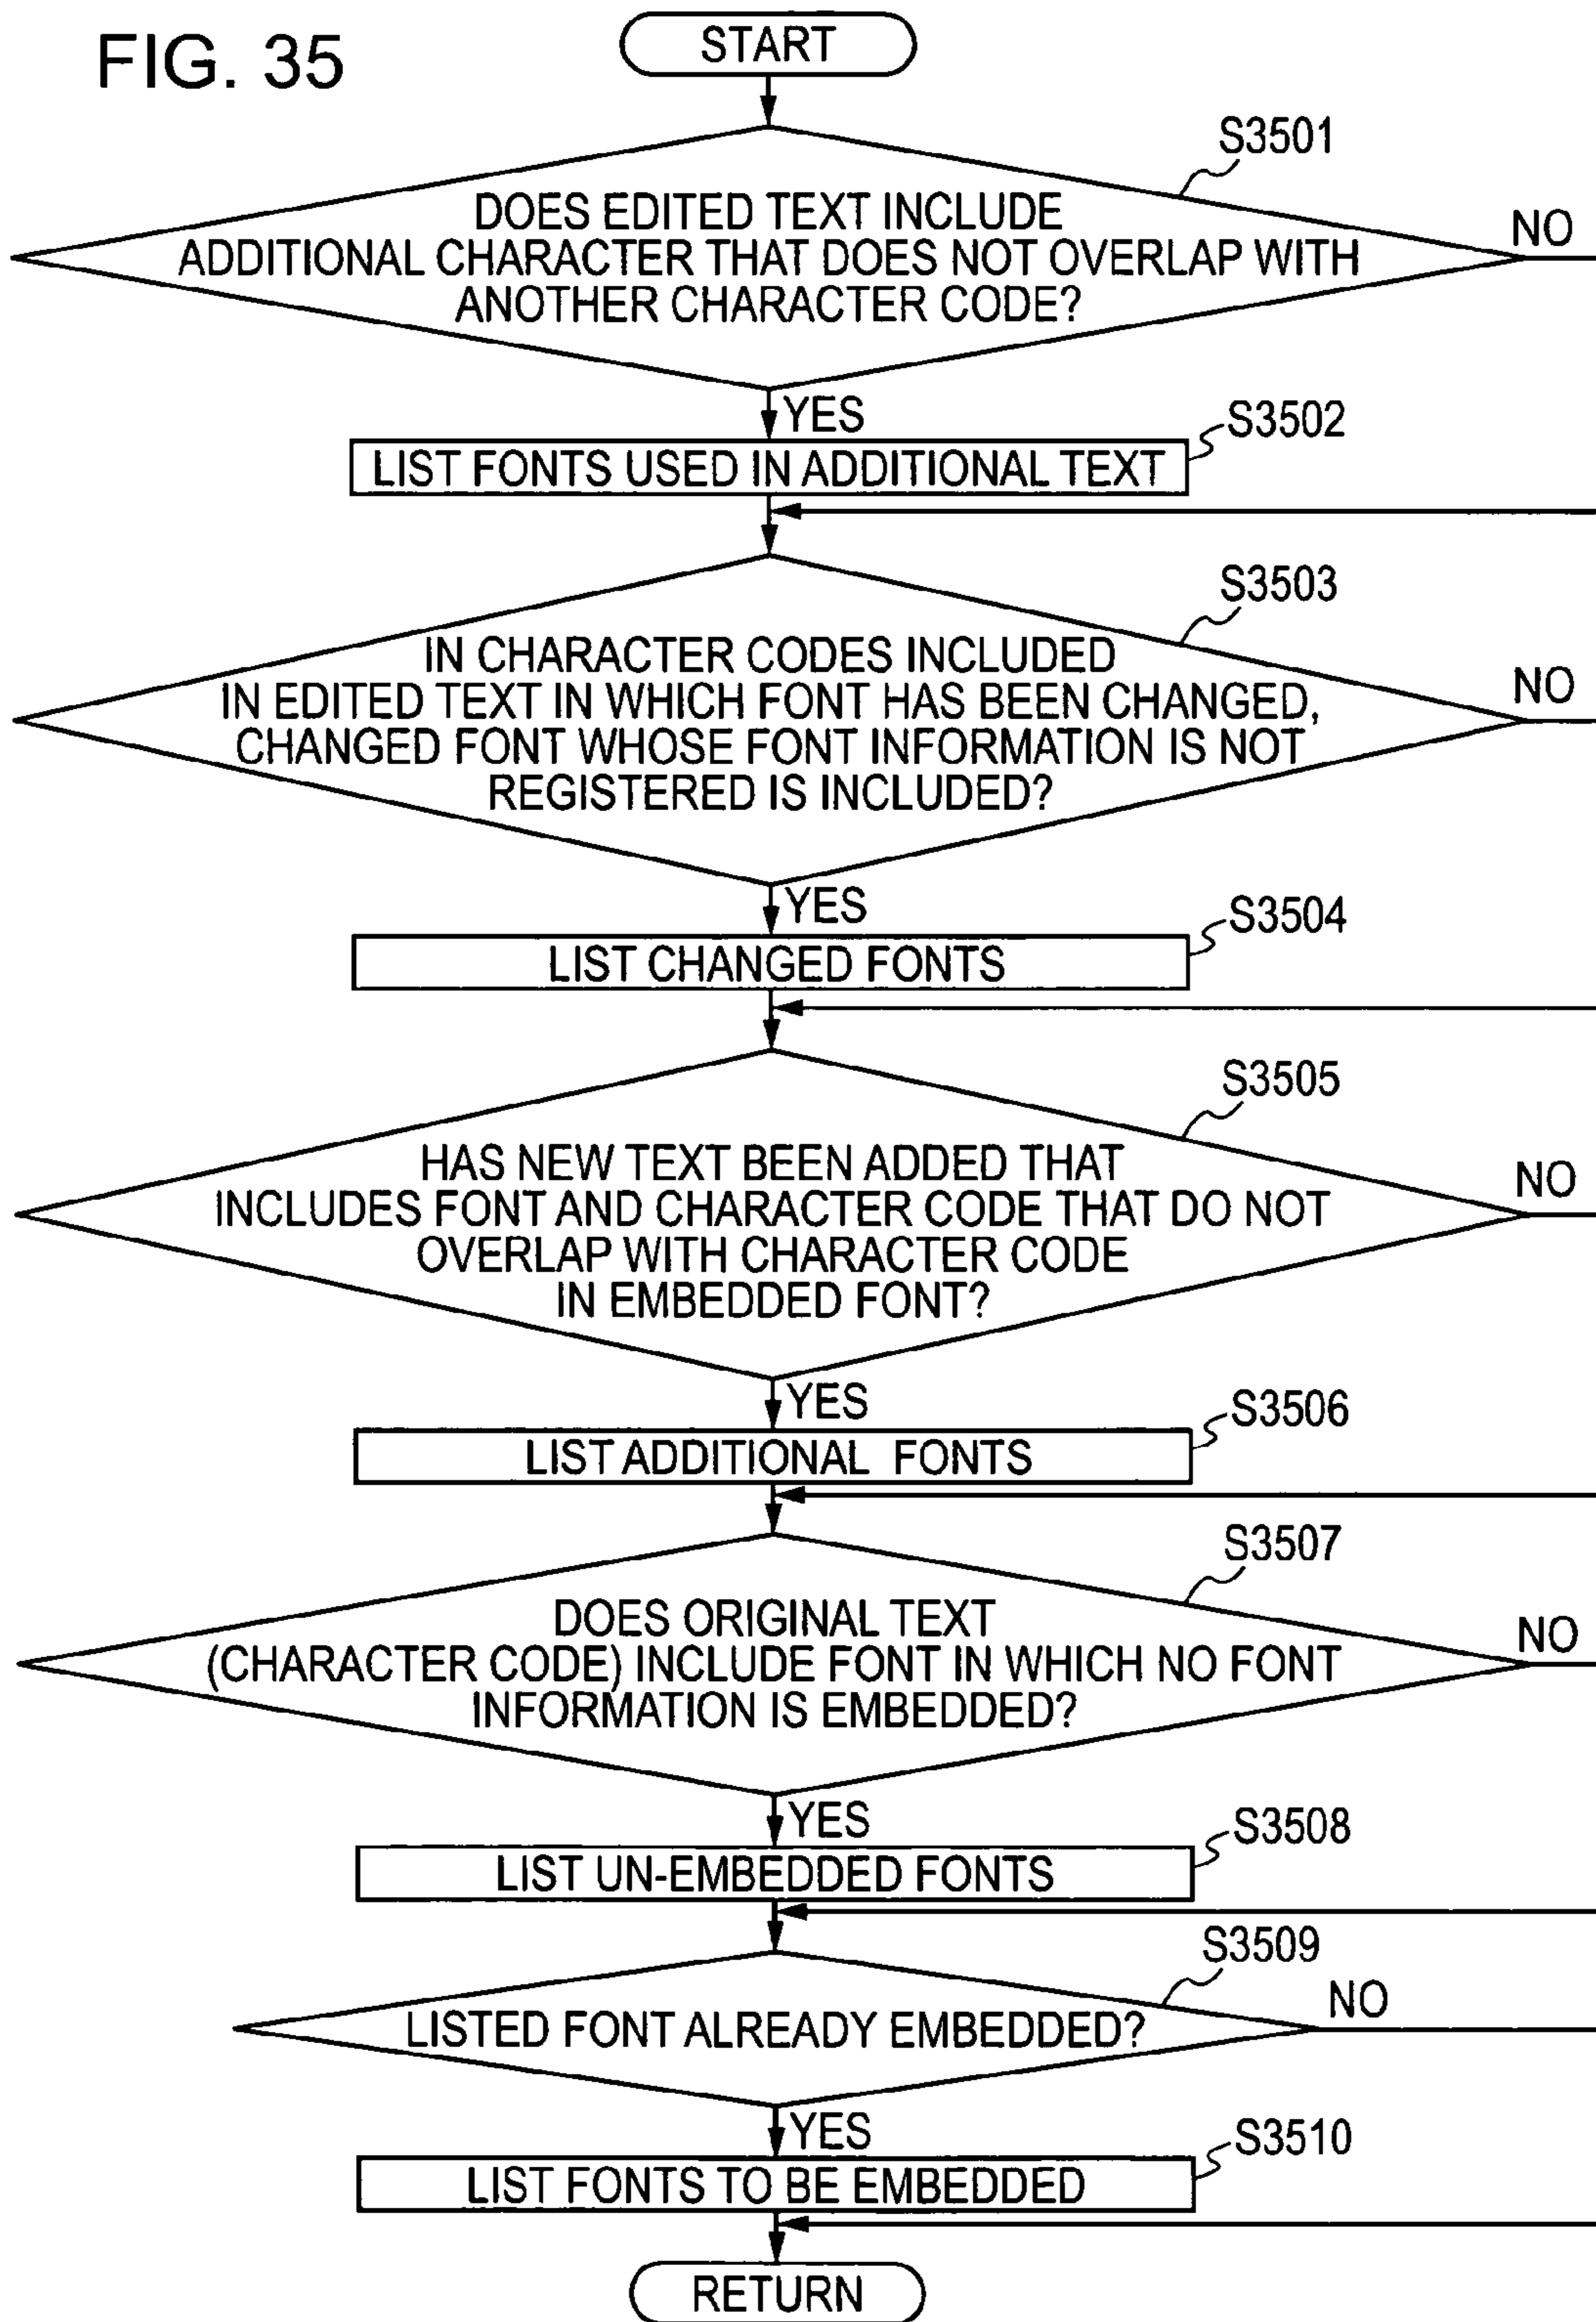 FIG. 35
START
S3501
DOES EDITED TEXT INCLUDE
ADDITIONAL CHARACTER THAT DOES NOT OVERLAP WITH
ANOTHER CHARACTER CODE?
NO
YES
S3502
LIST FONTS USED IN ADDITIONAL TEXT
S3503
IN CHARACTER CODES INCLUDED
IN EDITED TEXT IN WHICH FONT HAS BEEN CHANGED,
CHANGED FONT WHOSE FONT INFORMATION IS NOT
REGISTERED IS INCLUDED?
NO
YES
S3504
LIST CHANGED FONTS
S3505
HAS NEW TEXT BEEN ADDED THAT
INCLUDES FONT AND CHARACTER CODE THAT DO NOT
OVERLAP WITH CHARACTER CODE
IN EMBEDDED FONT?
NO
YES
S3506
LIST ADDITIONAL FONTS
S3507
DOES ORIGINAL TEXT
(CHARACTER CODE) INCLUDE FONT IN WHICH NO FONT
INFORMATION IS EMBEDDED?
NO
YES
S3508
LIST UN-EMBEDDED FONTS
S3509
LISTED FONT ALREADY EMBEDDED?
NO
YES
S3510
LIST FONTS TO BE EMBEDDED
RETURN